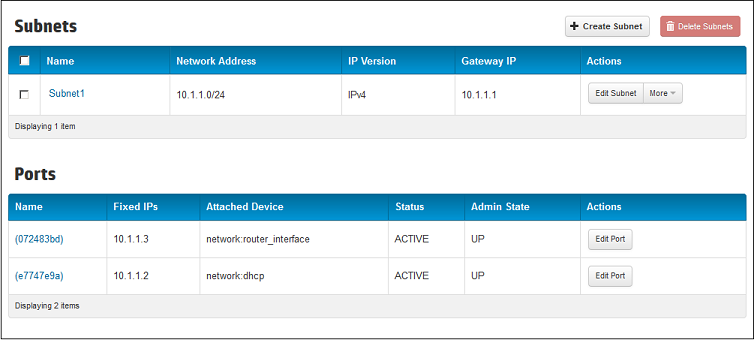 Subnets
Create Subnet Delete Subnets
Name Network Address IP Version Gateway IP Actions
Subnet1 10.1.1.0/24 IPv4 10.1.1.1 Edit Subnet More
Displaying 1 item
Ports
Name Fixed IPs Attached Device Status Admin State Actions
(072483bd) 10.1.1.3 network:router_interface ACTIVE UP Edit Port
(e7747e9a) 10.1.1.2 network:dhcp ACTIVE UP Edit Port
Displaying 2 items